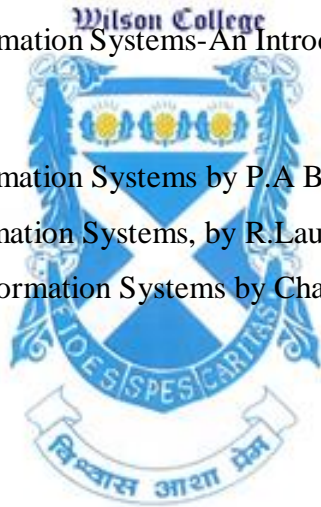 Wilson College
rmation Systems-An Introd
mation Systems by P.A B
mation Systems, by R.Lau
ormation Systems by Cha
FIDES SPES CARITAS
विश्वास आशा प्रेम